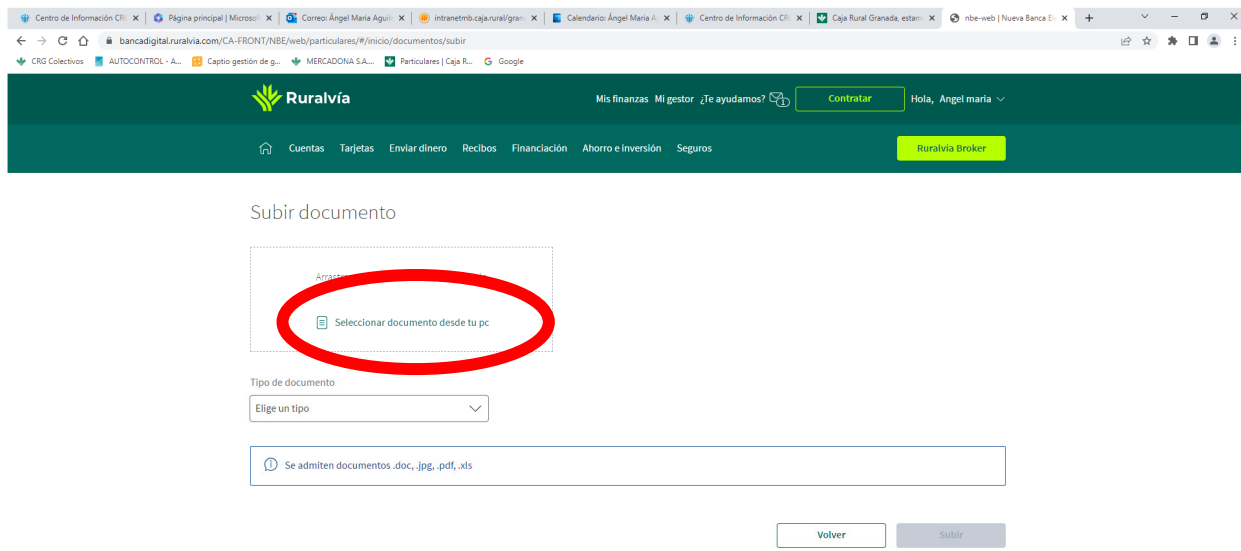 Centro de Información CR
Página principal | Microsof
Correo: Ángel Maria Aguil
intranetmb.caja.rural/gran
Calendario: Ángel Maria A
Centro de Información CR
Caja Rural Granada, estam
nbe-web | Nueva Banca El
bancadigital.ruralvia.com/CA-FRONT/NBE/web/particulares/#/inicio/documentos/subir
CRG Colectivos AUTOCONTROL - A... Captio gestión de g... MERCADONA S.A.... Particulares | Caja R... Google
Ruralvía
Mis finanzas Mi gestor ¿Te ayudamos? 1 Contratar Hola, Angel maria
Cuentas Tarjetas Enviar dinero Recibos Financiación Ahorro e inversión Seguros Ruralvia Broker
Subir documento
Seleccionar documento desde tu pc
Tipo de documento
Elige un tipo
Se admiten documentos .doc, .jpg, .pdf, .xls
Volver Subir